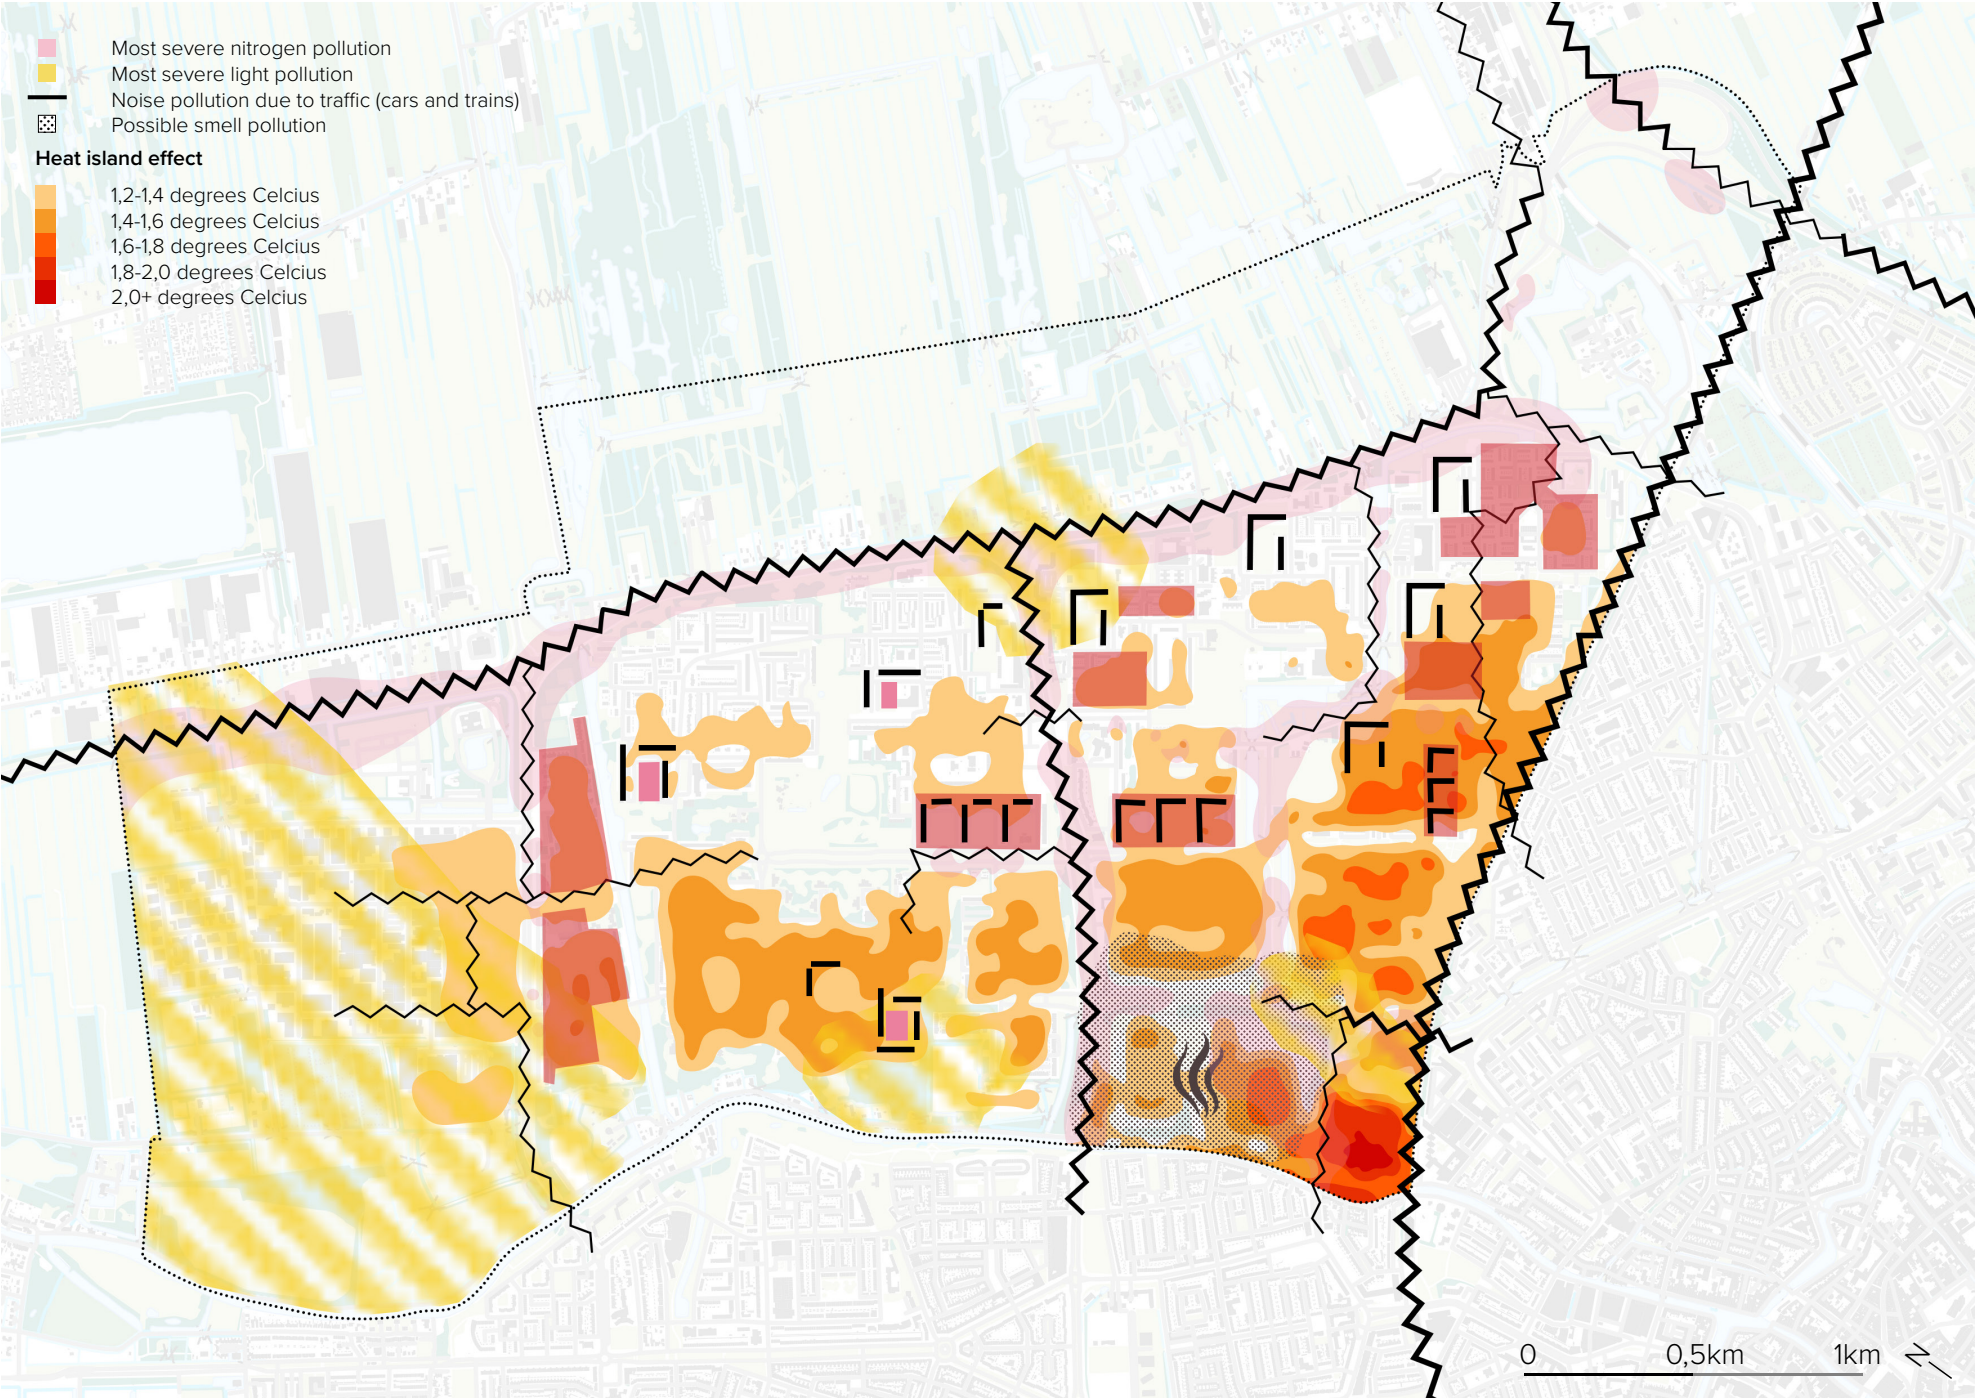 Most severe nitrogen pollution
Most severe light pollution
Noise pollution due to traffic (cars and trains)
Possible smell pollution
Heat island effect
1,2-1,4 degrees Celcius
1,4-1,6 degrees Celcius
1,6-1,8 degrees Celcius
1,8-2,0 degrees Celcius
2,0+ degrees Celcius
0 0,5km 1km N